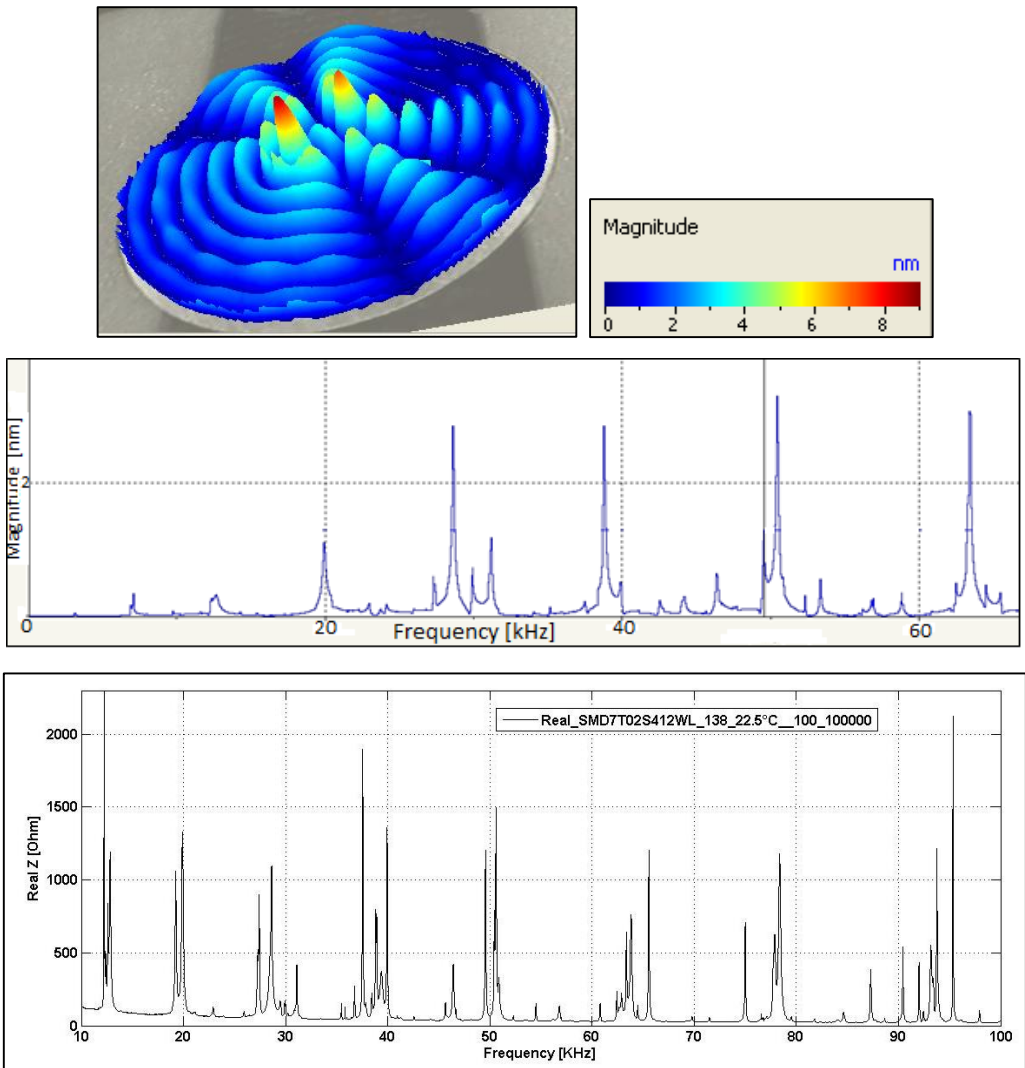 Magnitude
nm
0 2 4 6 8
Magnitude [nm]
2
0 20 40 60
Frequency [kHz]
Real Z [Ohm]
2000
1500
1000
500
0
Real_SMD7T02S412WL_138_22.5°C__100_100000
10 20 30 40 50 60 70 80 90 100
Frequency [KHz]